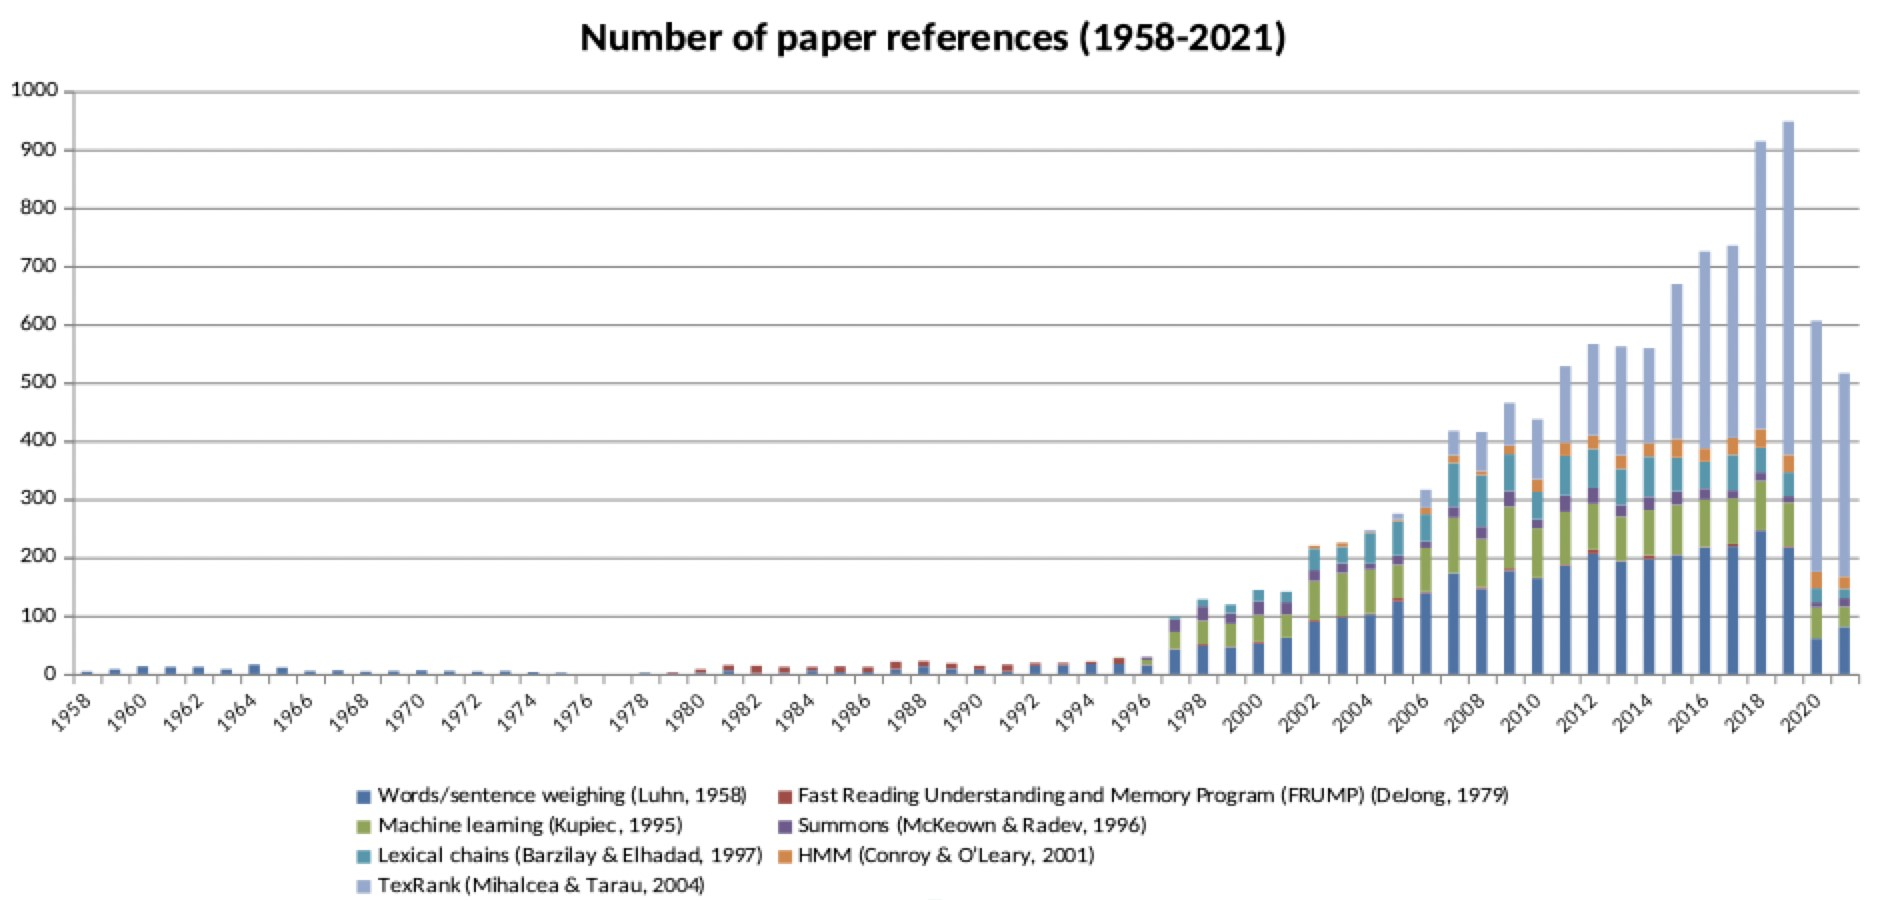 Number of paper references (1958-2021)
1000
900
800
700
600
500
400
300
200
100
0
1958 1960 1962 1964 1966 1968 1970 1972 1974 1976 1978 1980 1982 1984 1986 1988 1990 1992 1994 1996 1998 2000 2002 2004 2006 2008 2010 2012 2014 2016 2018 2020
Words/sentence weighing (Luhn, 1958) Fast Reading Understanding and Memory Program (FRUMP) (DeJong, 1979)
Machine learning (Kupiec, 1995) Summons (McKeown & Radev, 1996)
Lexical chains (Barzilay & Elhadad, 1997) HMM (Conroy & O'Leary, 2001)
TexRank (Mihalcea & Tarau, 2004)